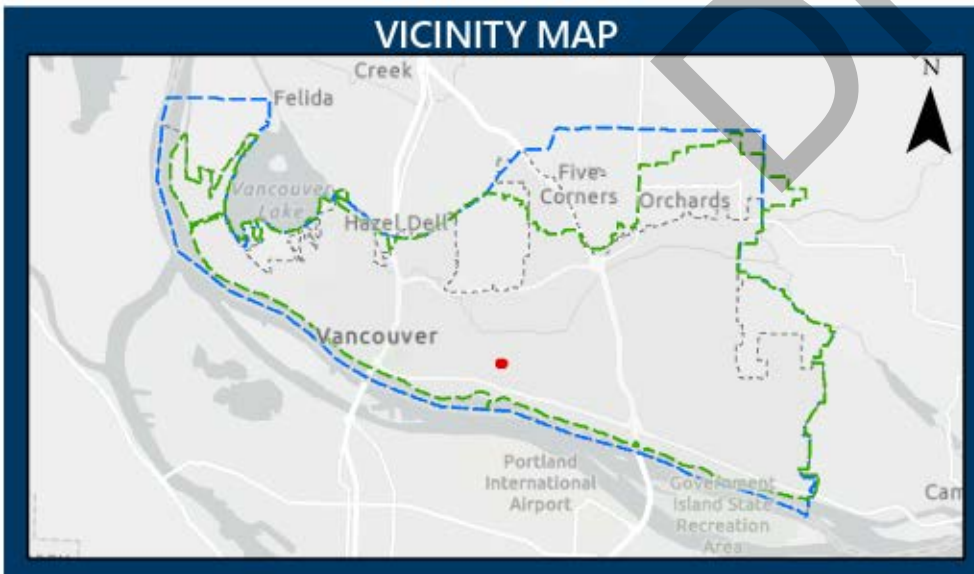 VICINITY MAP
Creek
N
Felida
Vancouver
Lake
Five
Corners
Orchards
Hazel Dell
Vancouver
Portland
International
Airport
Government
Island State
Recreation
Area
Cam